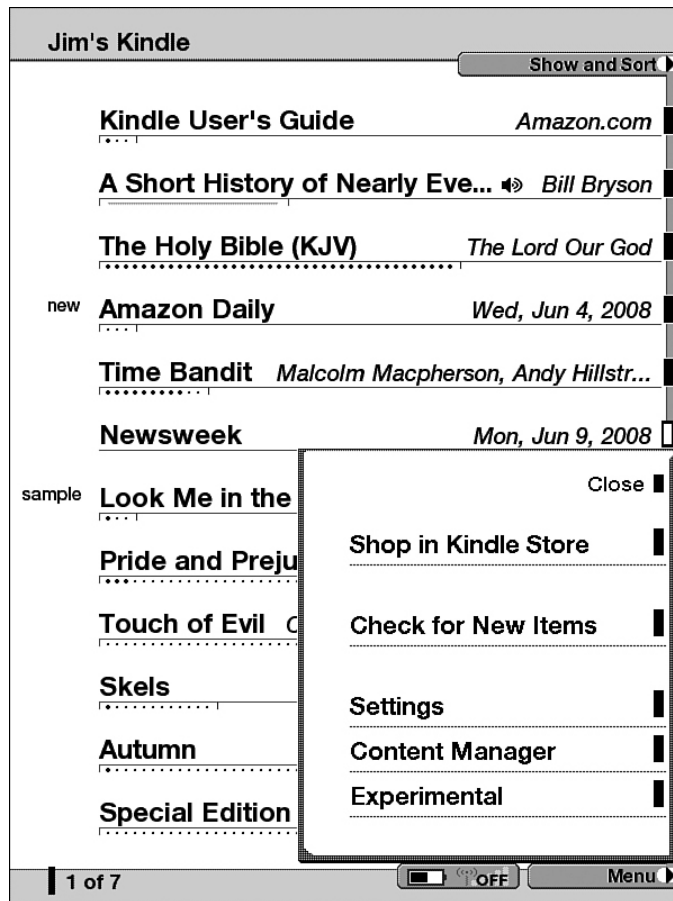 Jim's Kindle
Show and Sort
Kindle User's Guide Amazon.com
A Short History of Nearly Eve... Bill Bryson
The Holy Bible (KJV) The Lord Our God
new Amazon Daily Wed, Jun 4, 2008
Time Bandit Malcolm Macpherson, Andy Hillstr...
Newsweek Mon, Jun 9, 2008
Close
sample Look Me in the
Shop in Kindle Store
Pride and Preju
Touch of Evil
Check for New Items
Skels
Settings
Autumn
Content Manager
Experimental
Special Edition
1 of 7 OFF Menu